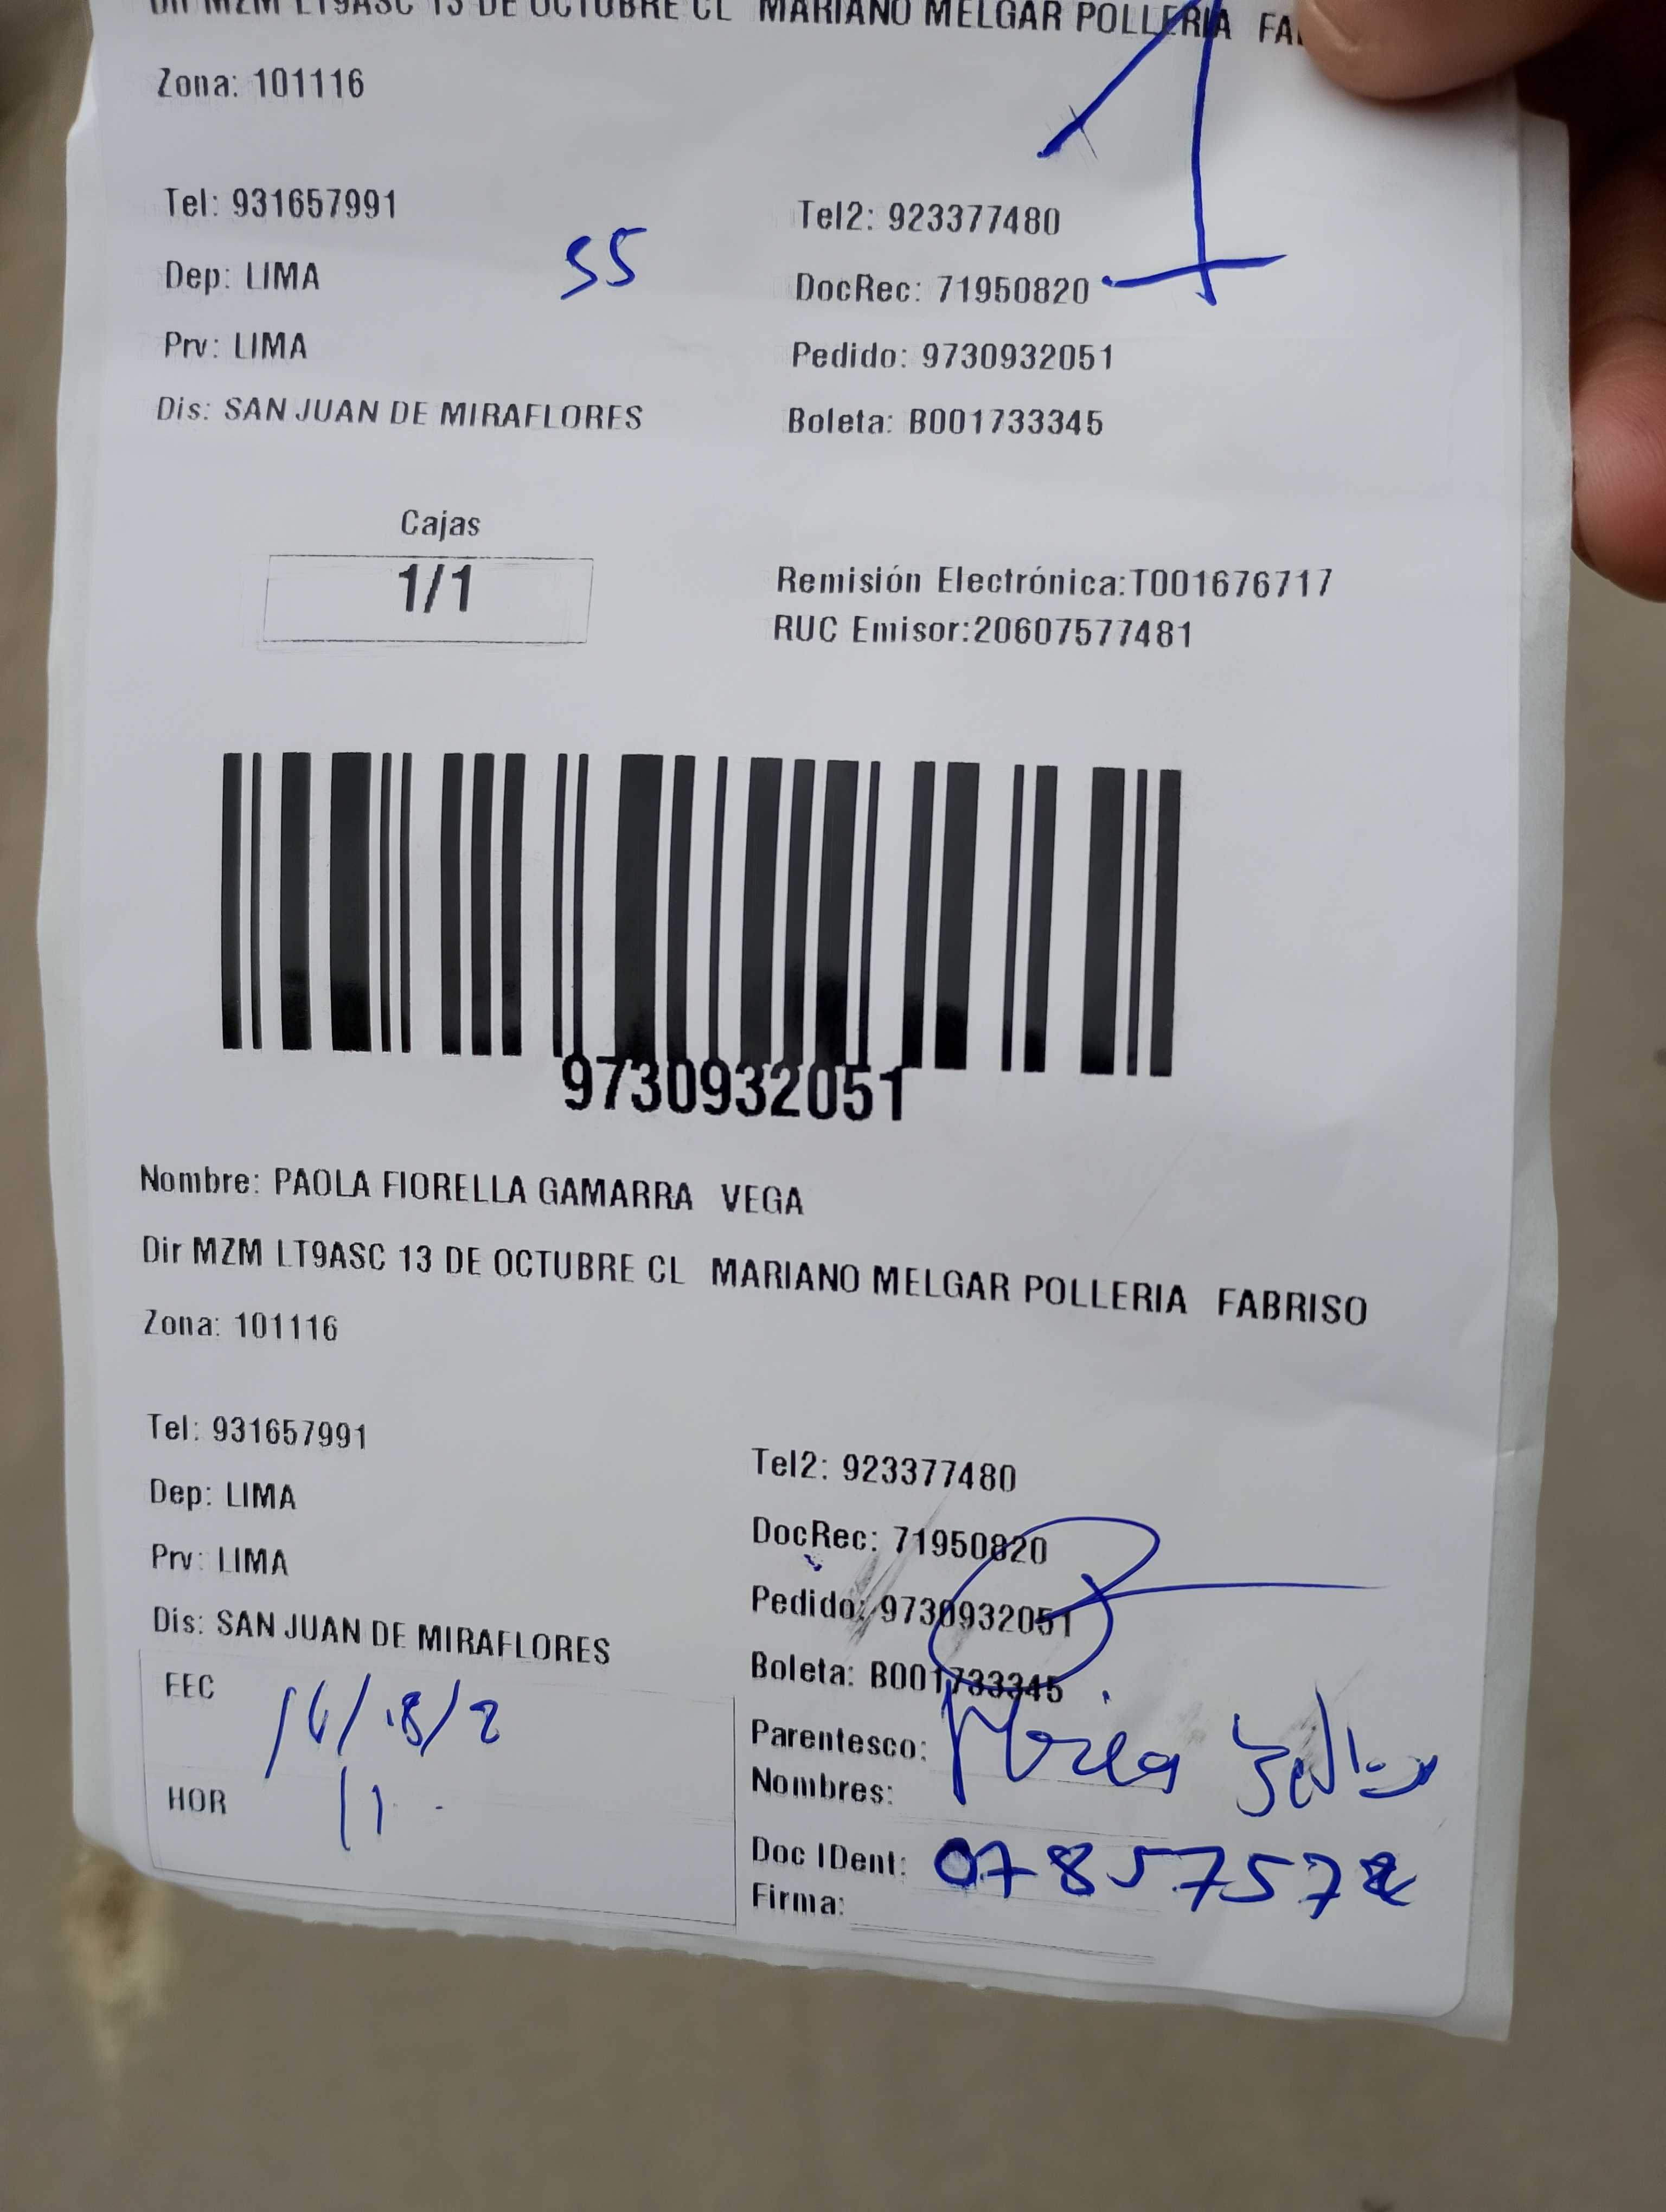 Dir MZM LT9ASC 13 DE OCTUBRE CL MARIANO MELGAR POLLERIA
Zona: 101116
Tel: 931657991
Tel2: 923377480
55
Dep: LIMA
DocRec: 71950820
Prv: LIMA
Pedido: 9730932051
Dis: SAN JUAN DE MIRAFLORES
Boleta: B001733345
Cajas
1/1
Remisión Electrónica:T001676717
RUC Emisor:20607577481
9730932051
Nombre: PAOLA FIORELLA GAMARRA VEGA
Dir MZM LT9ASC 13 DE OCTUBRE CL MARIANO MELGAR POLLERIA FABRISO
Zona: 101116
Tel: 931657991
Tel2: 923377480
Dep: LIMA
DocRec: 71950820
Prv: LIMA
Pedido: 9730932051
Dis: SAN JUAN DE MIRAFLORES
Boleta: B001733345
FEC
Parentesco:
Nombres:
HOR 11
Doc IDent: 07857572
Firma: